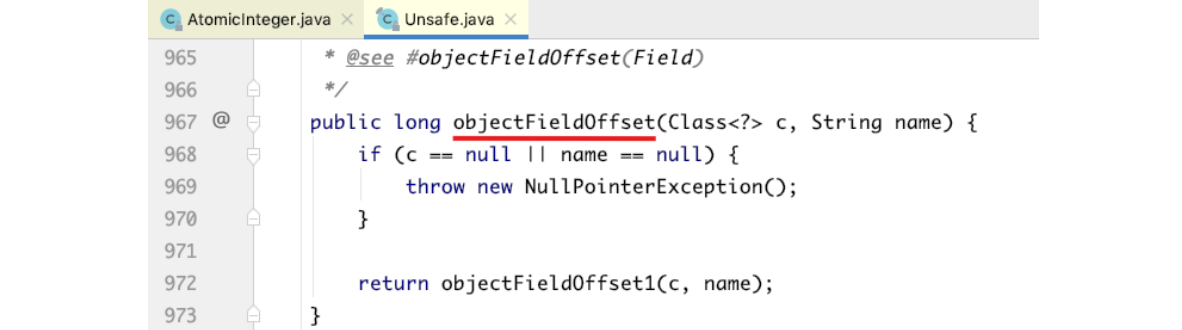 AtomicInteger.java × Unsafe.java ×
965 * @see #objectFieldOffset(Field)
966 */
967 @ public long objectFieldOffset(Class<?> c, String name) {
968 if (c == null || name == null) {
969 throw new NullPointerException();
970 }
971
972 return objectFieldOffset1(c, name);
973 }